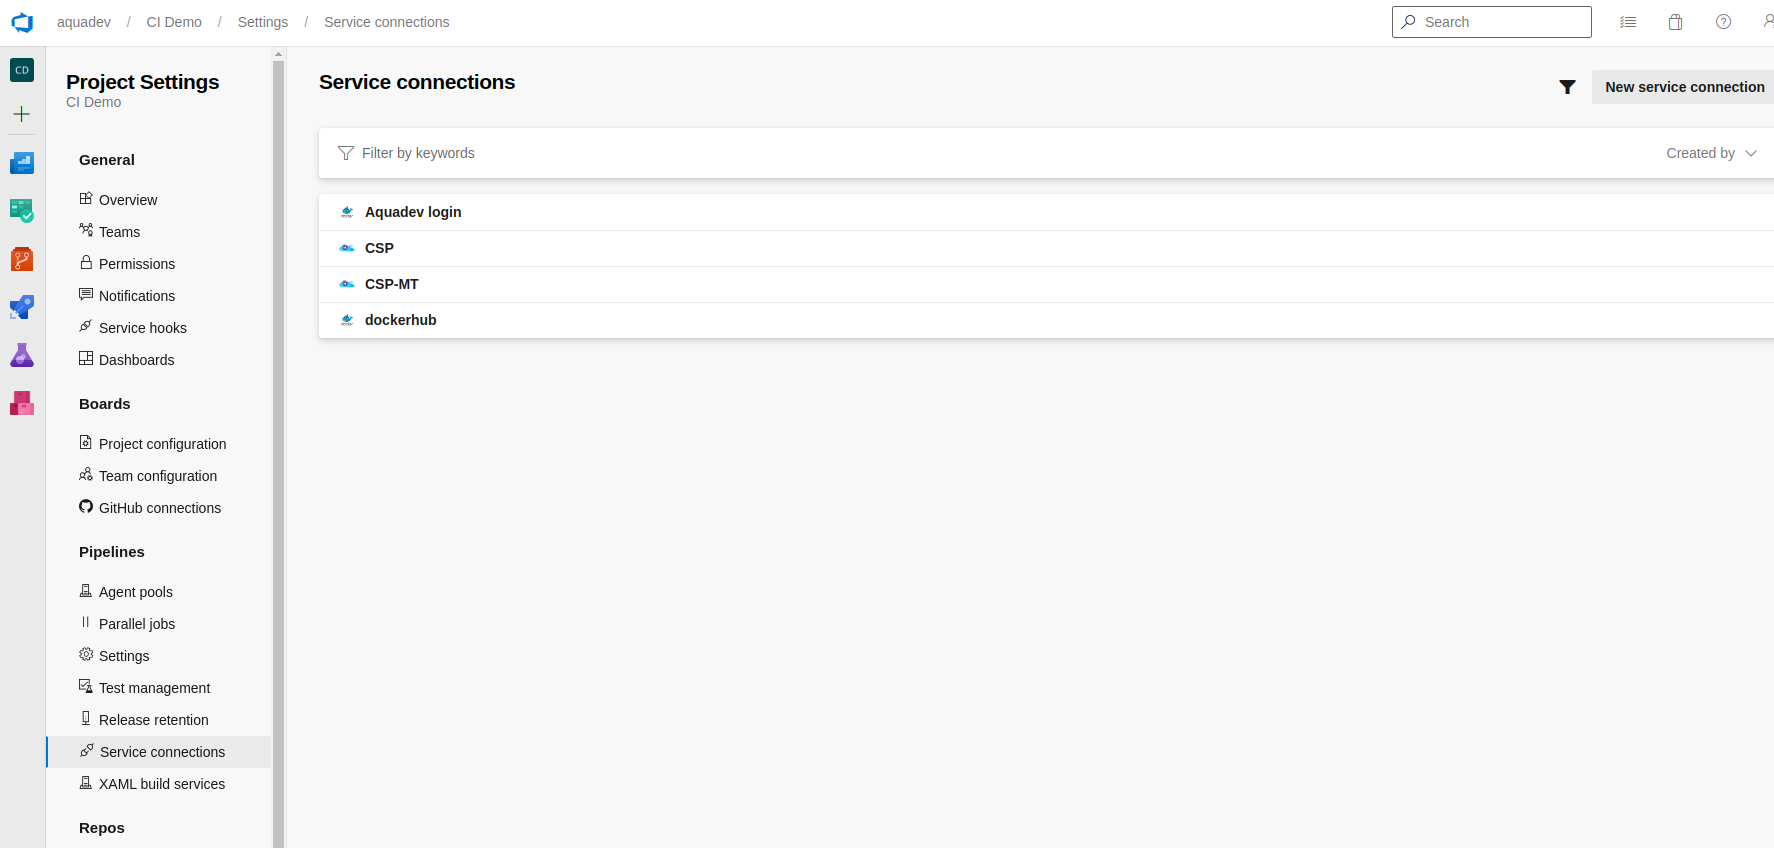 aquadev / CI Demo / Settings / Service connections
Search
CD
Project Settings
CI Demo
General
Overview
Teams
Permissions
Notifications
Service hooks
Dashboards
Boards
Project configuration
Team configuration
GitHub connections
Pipelines
Agent pools
Parallel jobs
Settings
Test management
Release retention
Service connections
XAML build services
Repos
Service connections
New service connection
Filter by keywords
Created by
Aquadev login
CSP
CSP-MT
dockerhub